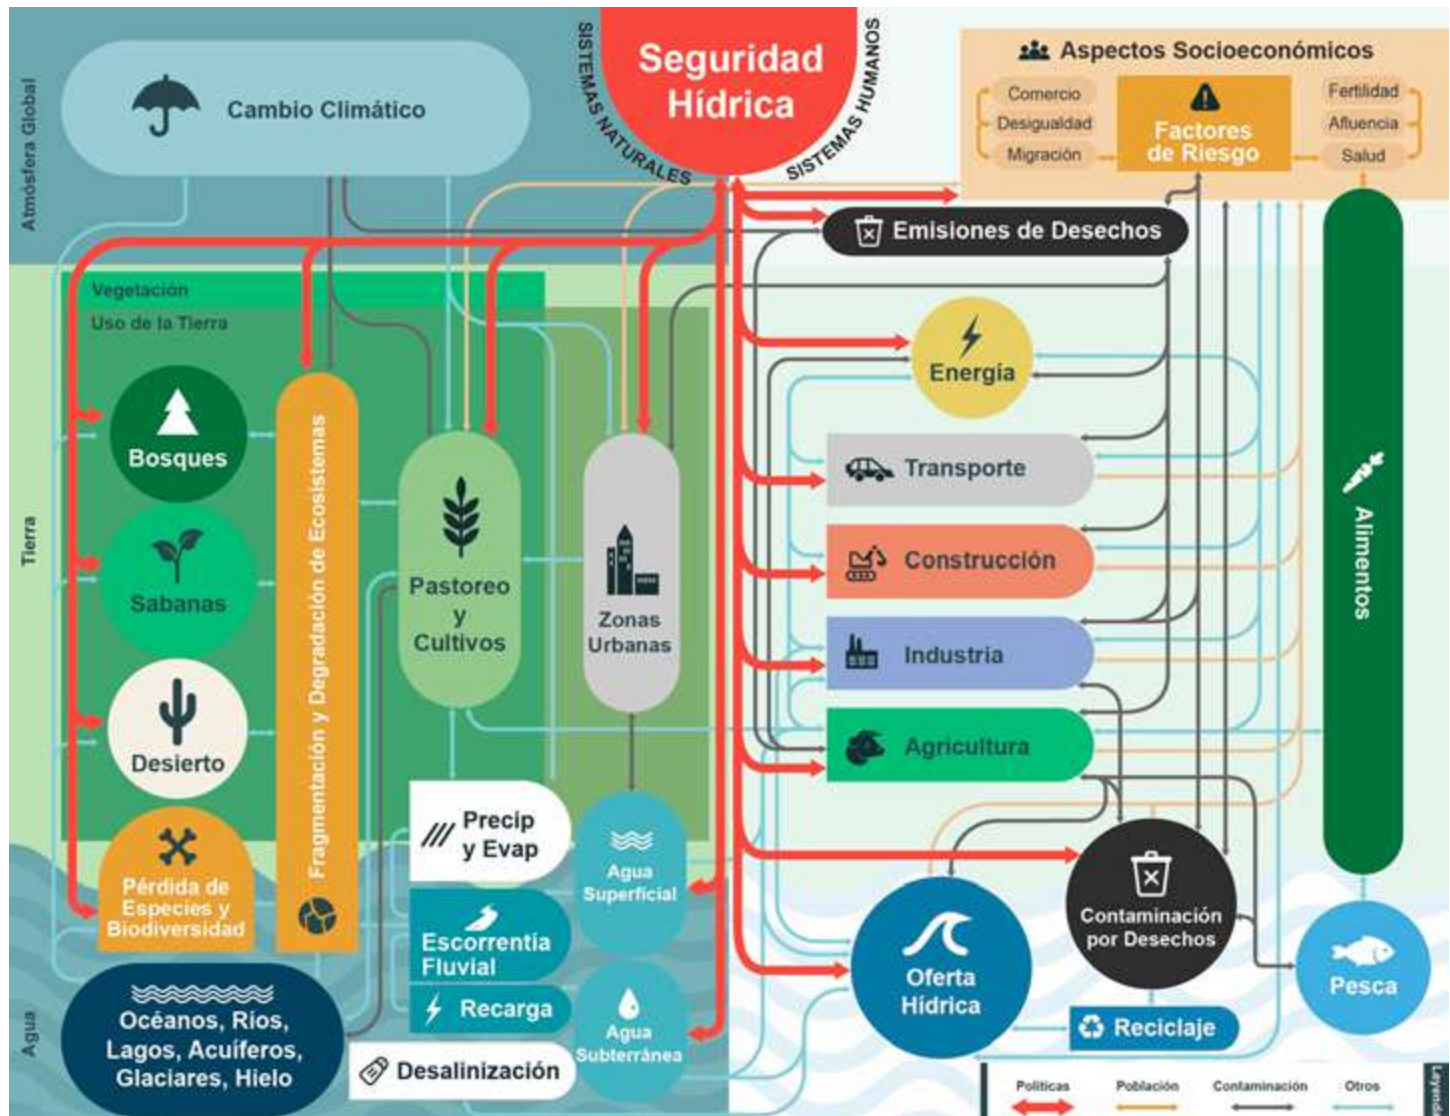 Seguridad
Hídrica
SISTEMAS NATURALES
SISTEMAS HUMANOS
Atmósfera Global
Cambio Climático
Aspectos Socioeconómicos
Comercio
Desigualdad
Migración
Factores
de Riesgo
Fertilidad
Afluencia
Salud
Emisiones de Desechos
Tierra
Vegetación
Uso de la Tierra
Bosques
Sabanas
Desierto
Pérdida de
Especies y
Biodiversidad
Fragmentación y Degradación de Ecosistemas
Pastoreo
y
Cultivos
Zonas
Urbanas
Energía
Transporte
Construcción
Industria
Agricultura
Alimentos
Agua
Océanos, Ríos,
Lagos, Acuíferos,
Glaciares, Hielo
Precip
y Evap
Escorrentía
Fluvial
Recarga
Desalinización
Agua
Superficial
Agua
Subterránea
Oferta
Hídrica
Contaminación
por Desechos
Reciclaje
Pesca
Políticas
Población
Contaminación
Otros